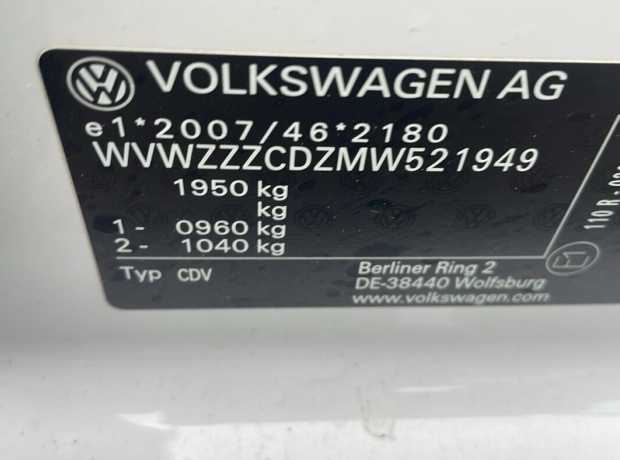 VOLKSWAGEN AG
e1*2007/46*2180
WVWZZZCDZMW521949
1950 kg
kg
1 - 0960 kg
2 - 1040 kg
Typ CDV
Berliner Ring 2
DE-38440 Wolfsburg
www.volkswagen.com
110 R -